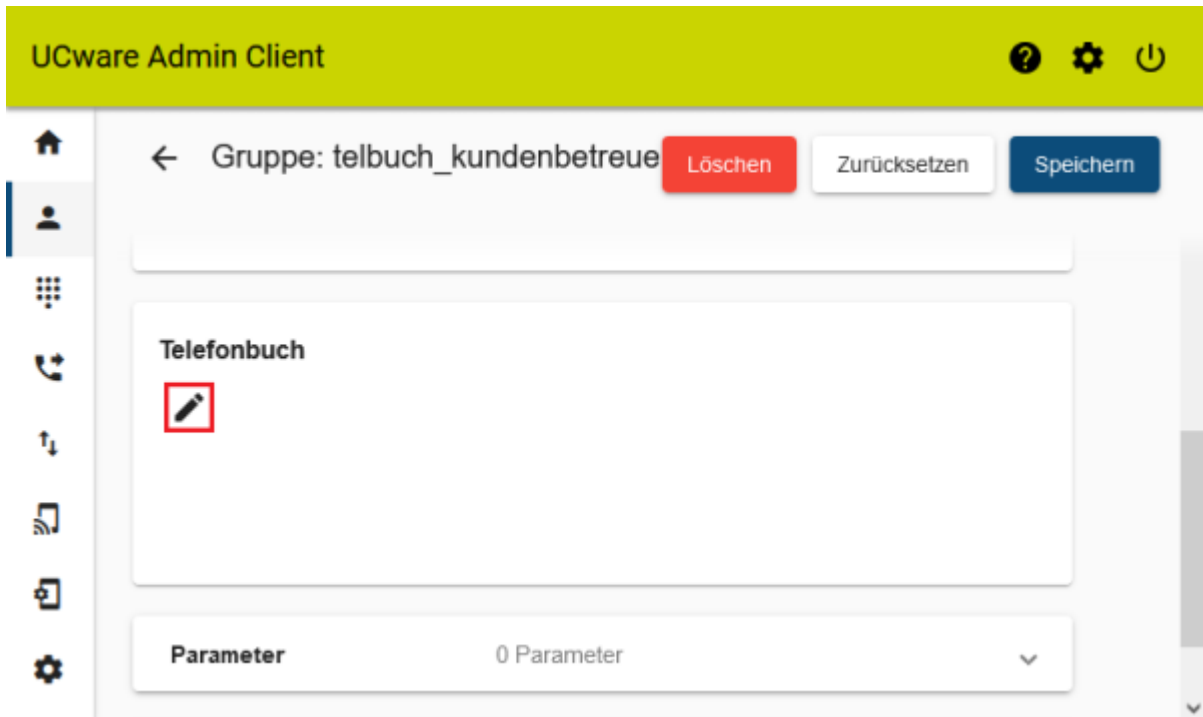 UCware Admin Client
Gruppe: telbuch_kundenbetreue
Löschen
Zurücksetzen
Speichern
Telefonbuch
Parameter 0 Parameter